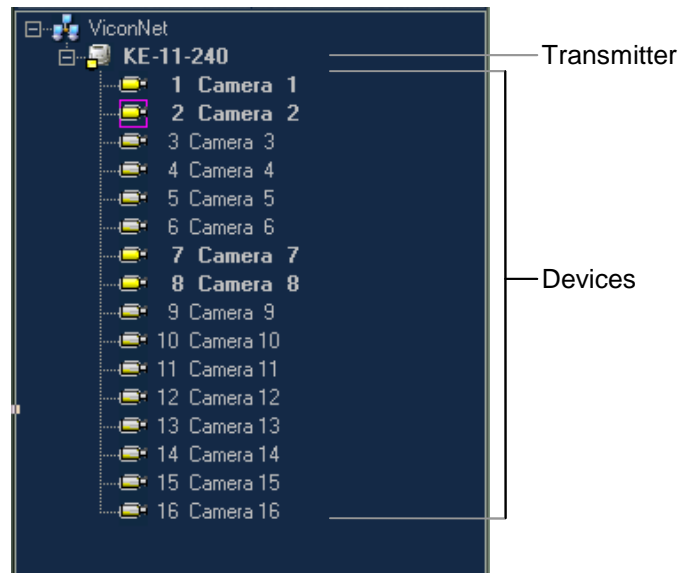 ViconNet
KE-11-240
Transmitter
1 Camera 1
2 Camera 2
3 Camera 3
4 Camera 4
5 Camera 5
6 Camera 6
7 Camera 7
8 Camera 8
Devices
9 Camera 9
10 Camera 10
11 Camera 11
12 Camera 12
13 Camera 13
14 Camera 14
15 Camera 15
16 Camera 16